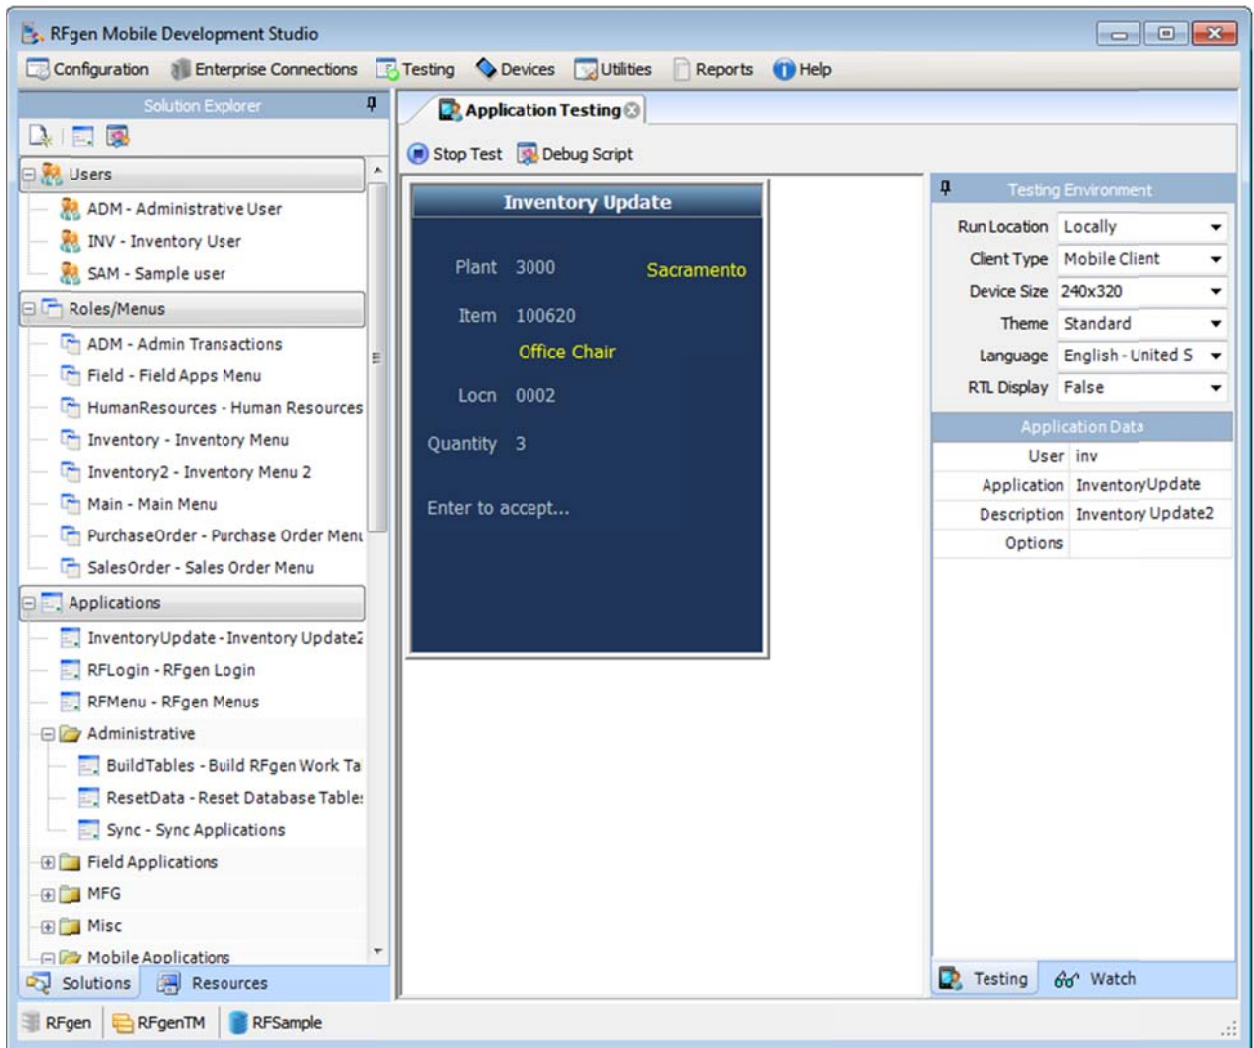 RFgen Mobile Development Studio
Configuration Enterprise Connections Testing Devices Utilities Reports Help
Solution Explorer
Users
ADM - Administrative User
INV - Inventory User
SAM - Sample user
Roles/Menus
ADM - Admin Transactions
Field - Field Apps Menu
HumanResources - Human Resources
Inventory - Inventory Menu
Inventory2 - Inventory Menu 2
Main - Main Menu
PurchaseOrder - Purchase Order Menu
SalesOrder - Sales Order Menu
Applications
InventoryUpdate - Inventory Update2
RFLogin - RFgen Login
RFMenu - RFgen Menus
Administrative
BuildTables - Build RFgen Work Ta
ResetData - Reset Database Tables
Sync - Sync Applications
Field Applications
MFG
Misc
Mobile Applications
Solutions Resources
Application Testing
Stop Test Debug Script
Inventory Update
Plant 3000 Sacramento
Item 100620
Office Chair
Locn 0002
Quantity 3
Enter to accept...
Testing Environment
Run Location Locally
Client Type Mobile Client
Device Size 240x320
Theme Standard
Language English - United S
RTL Display False
Application Data
User inv
Application InventoryUpdate
Description Inventory Update2
Options
Testing Watch
RFgen RFgenTM RFSample